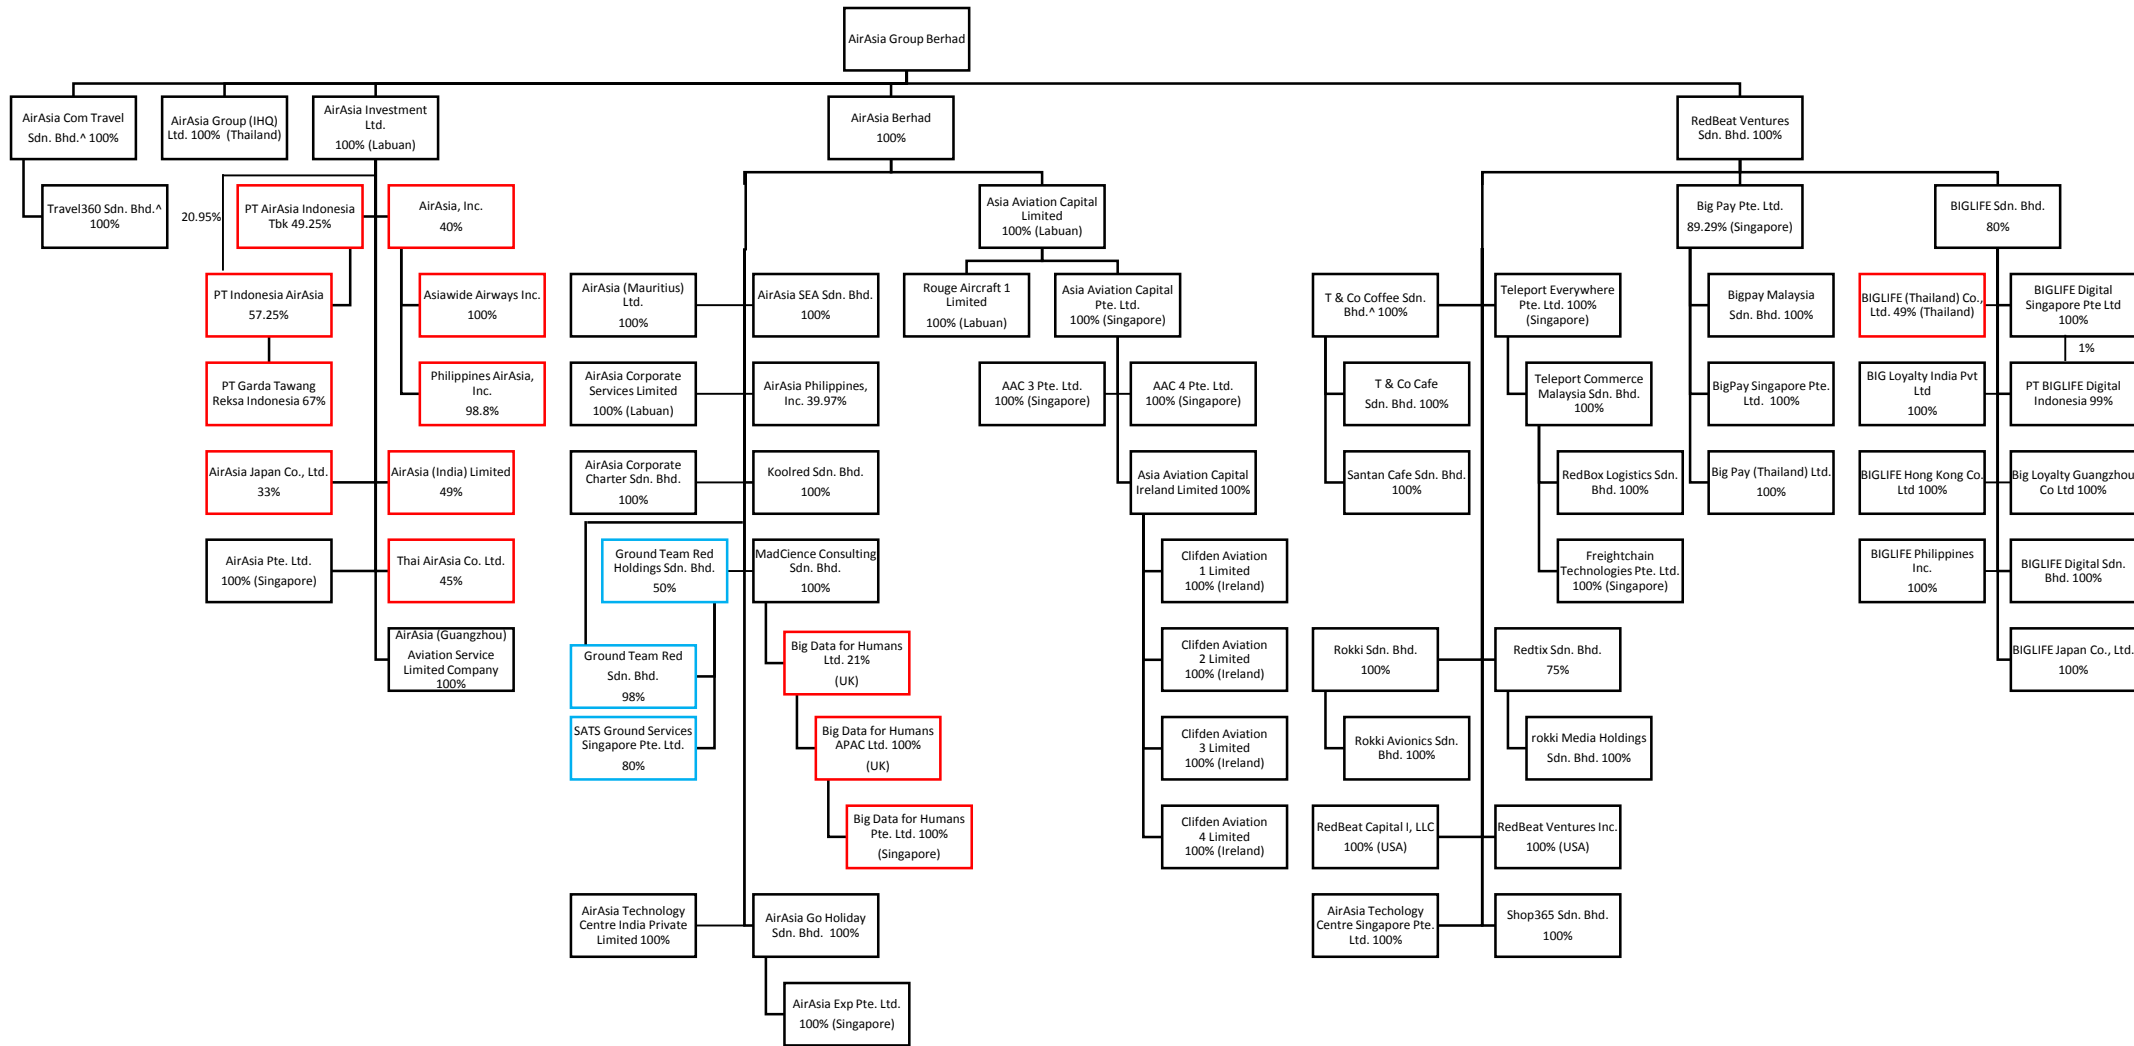 AirAsia Group Berhad
AirAsia Com Travel
Sdn. Bhd.^ 100%
AirAsia Group (IHQ)
Ltd. 100%  (Thailand)
AirAsia Investment
Ltd.
100% (Labuan)
AirAsia Berhad
100%
RedBeat Ventures
Sdn. Bhd. 100%
Travel360 Sdn. Bhd.^
100%
20.95%
PT AirAsia Indonesia
Tbk 49.25%
AirAsia, Inc.
40%
Asia Aviation Capital
Limited
100% (Labuan)
Big Pay Pte. Ltd.
89.29% (Singapore)
BIGLIFE Sdn. Bhd.
80%
PT Indonesia AirAsia
57.25%
Asiawide Airways Inc.
100%
AirAsia (Mauritius)
Ltd.
100%
AirAsia SEA Sdn. Bhd.
100%
Rouge Aircraft 1
Limited
100% (Labuan)
Asia Aviation Capital
Pte. Ltd.
100% (Singapore)
T & Co Coffee Sdn.
Bhd.^ 100%
Teleport Everywhere
Pte. Ltd. 100%
(Singapore)
Bigpay Malaysia
Sdn. Bhd. 100%
BIGLIFE (Thailand) Co.,
Ltd. 49% (Thailand)
BIGLIFE Digital
Singapore Pte Ltd
100%
1%
PT Garda Tawang
Reksa Indonesia 67%
Philippines AirAsia,
Inc.
98.8%
AirAsia Corporate
Services Limited
100% (Labuan)
AirAsia Philippines,
Inc. 39.97%
AAC 3 Pte. Ltd.
100% (Singapore)
AAC 4 Pte. Ltd.
100% (Singapore)
T & Co Cafe
Sdn. Bhd. 100%
Teleport Commerce
Malaysia Sdn. Bhd.
100%
BigPay Singapore Pte.
Ltd.  100%
BIG Loyalty India Pvt
Ltd
100%
PT BIGLIFE Digital
Indonesia 99%
AirAsia Japan Co., Ltd.
33%
AirAsia (India) Limited
49%
AirAsia Corporate
Charter Sdn. Bhd.
100%
Koolred Sdn. Bhd.
100%
Asia Aviation Capital
Ireland Limited 100%
Santan Cafe Sdn. Bhd.
100%
RedBox Logistics Sdn.
Bhd. 100%
Big Pay (Thailand) Ltd.
100%
BIGLIFE Hong Kong Co.
Ltd 100%
Big Loyalty Guangzhou
Co Ltd 100%
AirAsia Pte. Ltd.
100% (Singapore)
Thai AirAsia Co. Ltd.
45%
Ground Team Red
Holdings Sdn. Bhd.
50%
MadCience Consulting
Sdn. Bhd.
100%
Clifden Aviation
1 Limited
100% (Ireland)
Freightchain
Technologies Pte. Ltd.
100% (Singapore)
BIGLIFE Philippines
Inc.
100%
BIGLIFE Digital Sdn.
Bhd. 100%
AirAsia (Guangzhou)
Aviation Service
Limited Company
100%
Ground Team Red
Sdn. Bhd.
98%
Big Data for Humans
Ltd. 21%
(UK)
Clifden Aviation
2 Limited
100% (Ireland)
Rokki Sdn. Bhd.
100%
Redtix Sdn. Bhd.
75%
BIGLIFE Japan Co., Ltd.
100%
SATS Ground Services
Singapore Pte. Ltd.
80%
Big Data for Humans
APAC Ltd. 100%
(UK)
Clifden Aviation
3 Limited
100% (Ireland)
Rokki Avionics Sdn.
Bhd. 100%
rokki Media Holdings
Sdn. Bhd. 100%
Big Data for Humans
Pte. Ltd. 100%
(Singapore)
Clifden Aviation
4 Limited
100% (Ireland)
RedBeat Capital I, LLC
100% (USA)
RedBeat Ventures Inc.
100% (USA)
AirAsia Technology
Centre India Private
Limited 100%
AirAsia Go Holiday
Sdn. Bhd.  100%
AirAsia Techology
Centre Singapore Pte.
Ltd. 100%
Shop365 Sdn. Bhd.
100%
AirAsia Exp Pte. Ltd.
100% (Singapore)